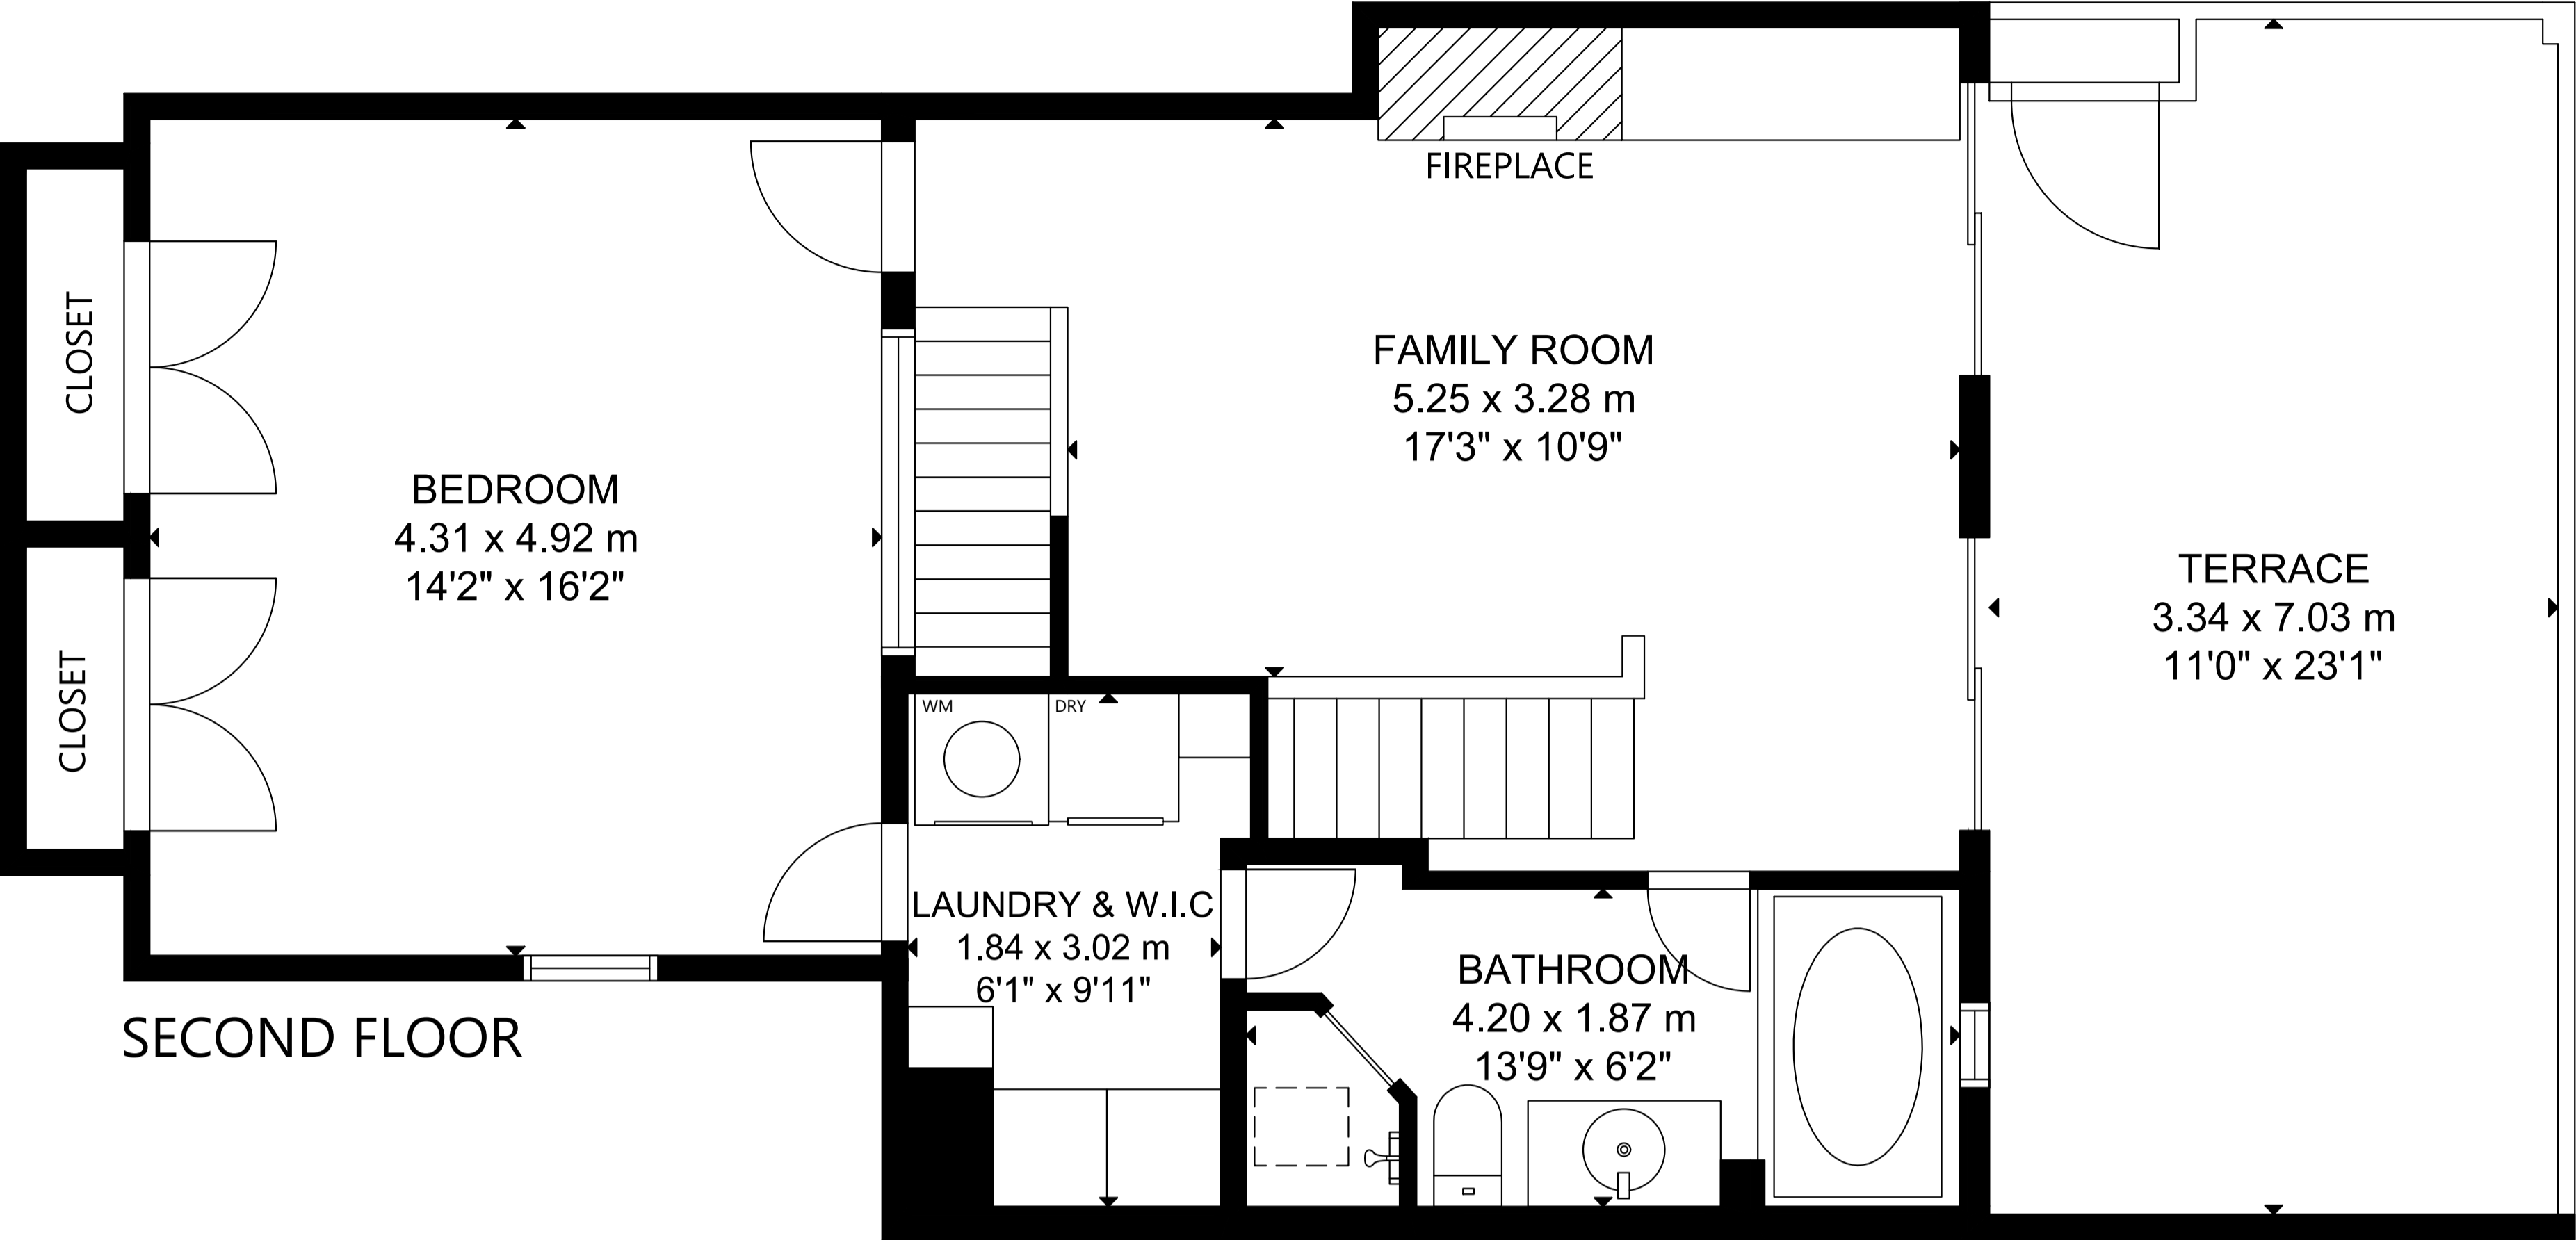 FIREPLACE
CLOSET
FAMILY ROOM
5.25 x 3.28 m
17'3" x 10'9"
BEDROOM
4.31 x 4.92 m
14'2" x 16'2"
TERRACE
3.34 x 7.03 m
11'0" x 23'1"
CLOSET
WM
DRY
LAUNDRY & W.I.C
1.84 x 3.02 m
6'1" x 9'11"
BATHROOM
4.20 x 1.87 m
13'9" x 6'2"
SECOND FLOOR